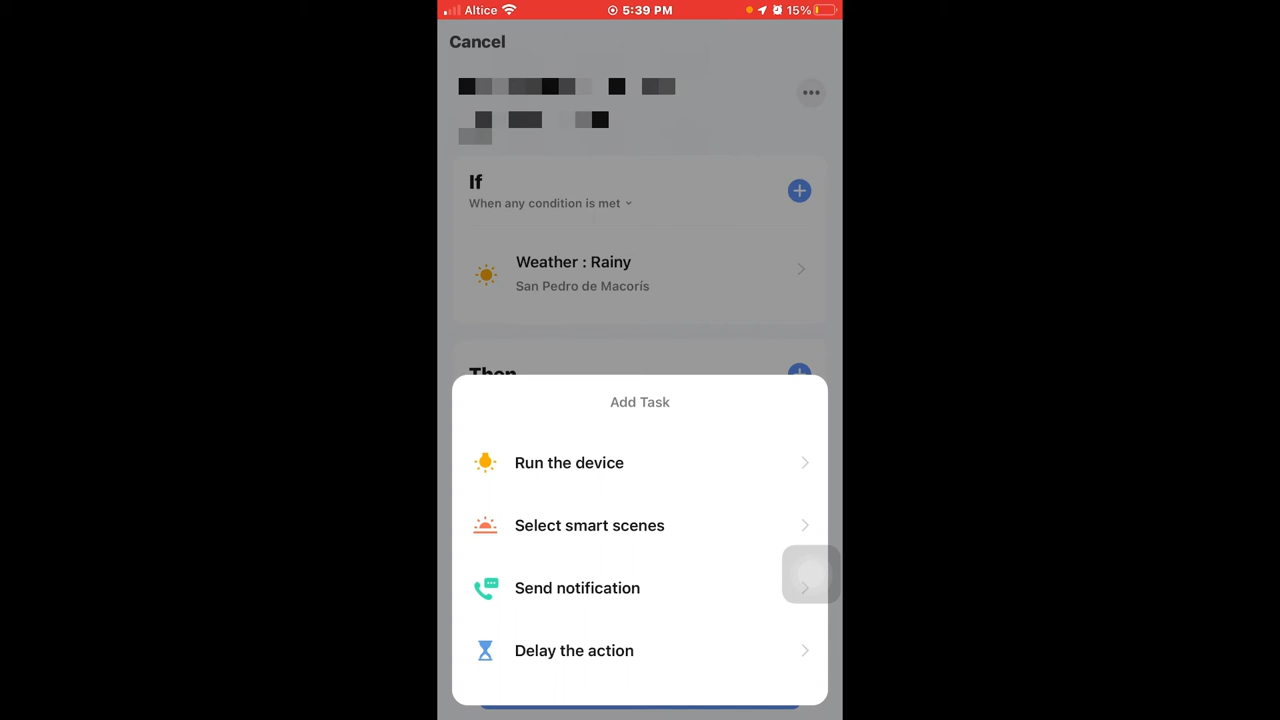 Altice 5:39 PM 15%
Cancel
If
When any condition is met
Weather : Rainy
San Pedro de Macorís
Then
Add Task
Run the device
Select smart scenes
Send notification
Delay the action